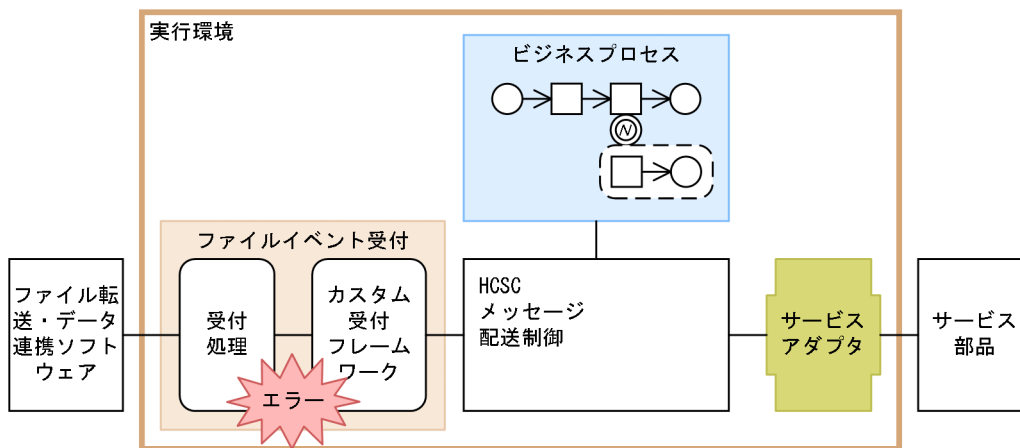 実行環境
ビジネスプロセス
ファイルイベント受付
ファイル転
送・データ
連携ソフト
ウェア
受付
処理
カスタム
受付
フレーム
ワーク
エラー
HCSC
メッセージ
配送制御
サービス
アダプタ
サービス
部品